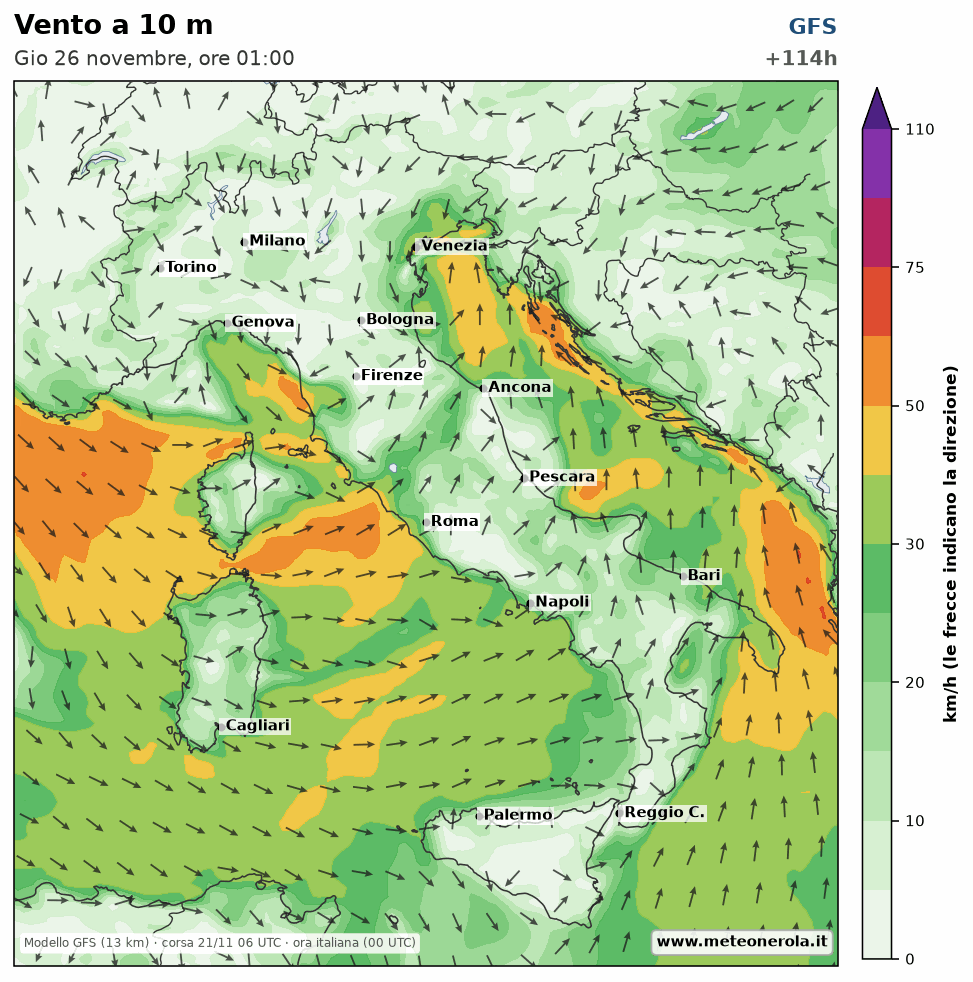 Vento a 10 m
GFS
Gio 26 novembre, ore 01:00
+114h
Milano
Venezia
Torino
Genova
Bologna
Firenze
Ancona
Pescara
Roma
Bari
Napoli
Cagliari
Palermo
Reggio C.
Modello GFS (13 km) · corsa 21/11 06 UTC · ora italiana (00 UTC)
www.meteonerola.it
110
75
50
30
20
10
0
km/h (le frecce indicano la direzione)